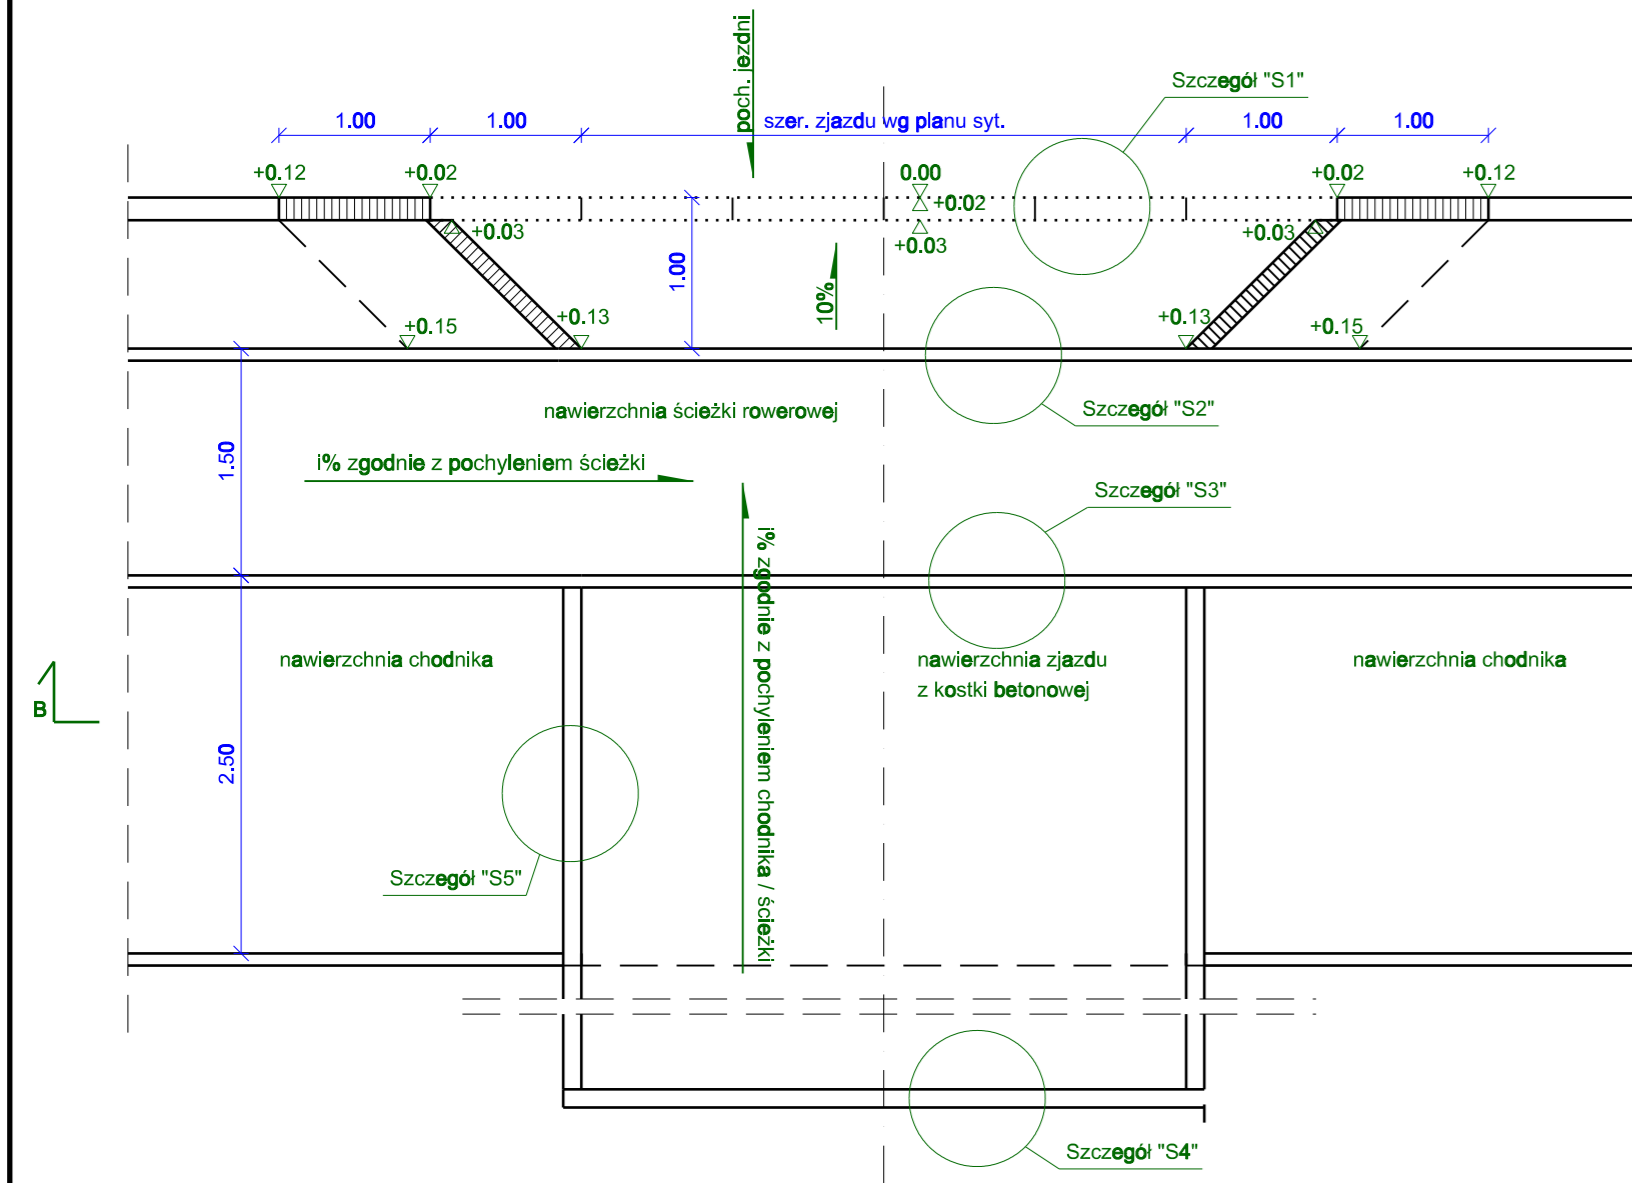 poch. jezdni
Szczegół "S1"
1.00
1.00
szer. zjazdu wg planu syt.
1.00
1.00
+0.12
+0.02
0.00
+0.02
+0.12
+0.02
+0.03
+0.03
+0.03
1.00
10%
+0.15
+0.13
+0.13
+0.15
nawierzchnia ścieżki rowerowej
Szczegół "S2"
1.50
i% zgodnie z pochyleniem ścieżki
Szczegół "S3"
i% zgodnie z pochyleniem chodnika / ścieżki
nawierzchnia chodnika
nawierzchnia zjazdu
z kostki betonowej
nawierzchnia chodnika
B
2.50
Szczegół "S5"
Szczegół "S4"